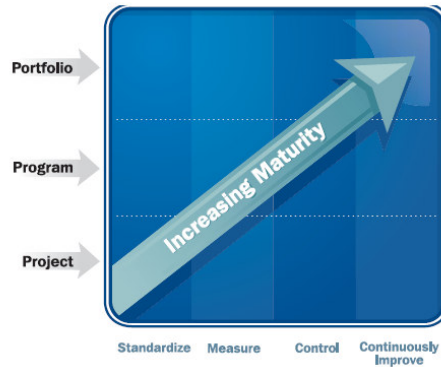 Portfolio
Program
Increasing Maturity
Project
Standardize
Measure
Control
Continuously
Improve